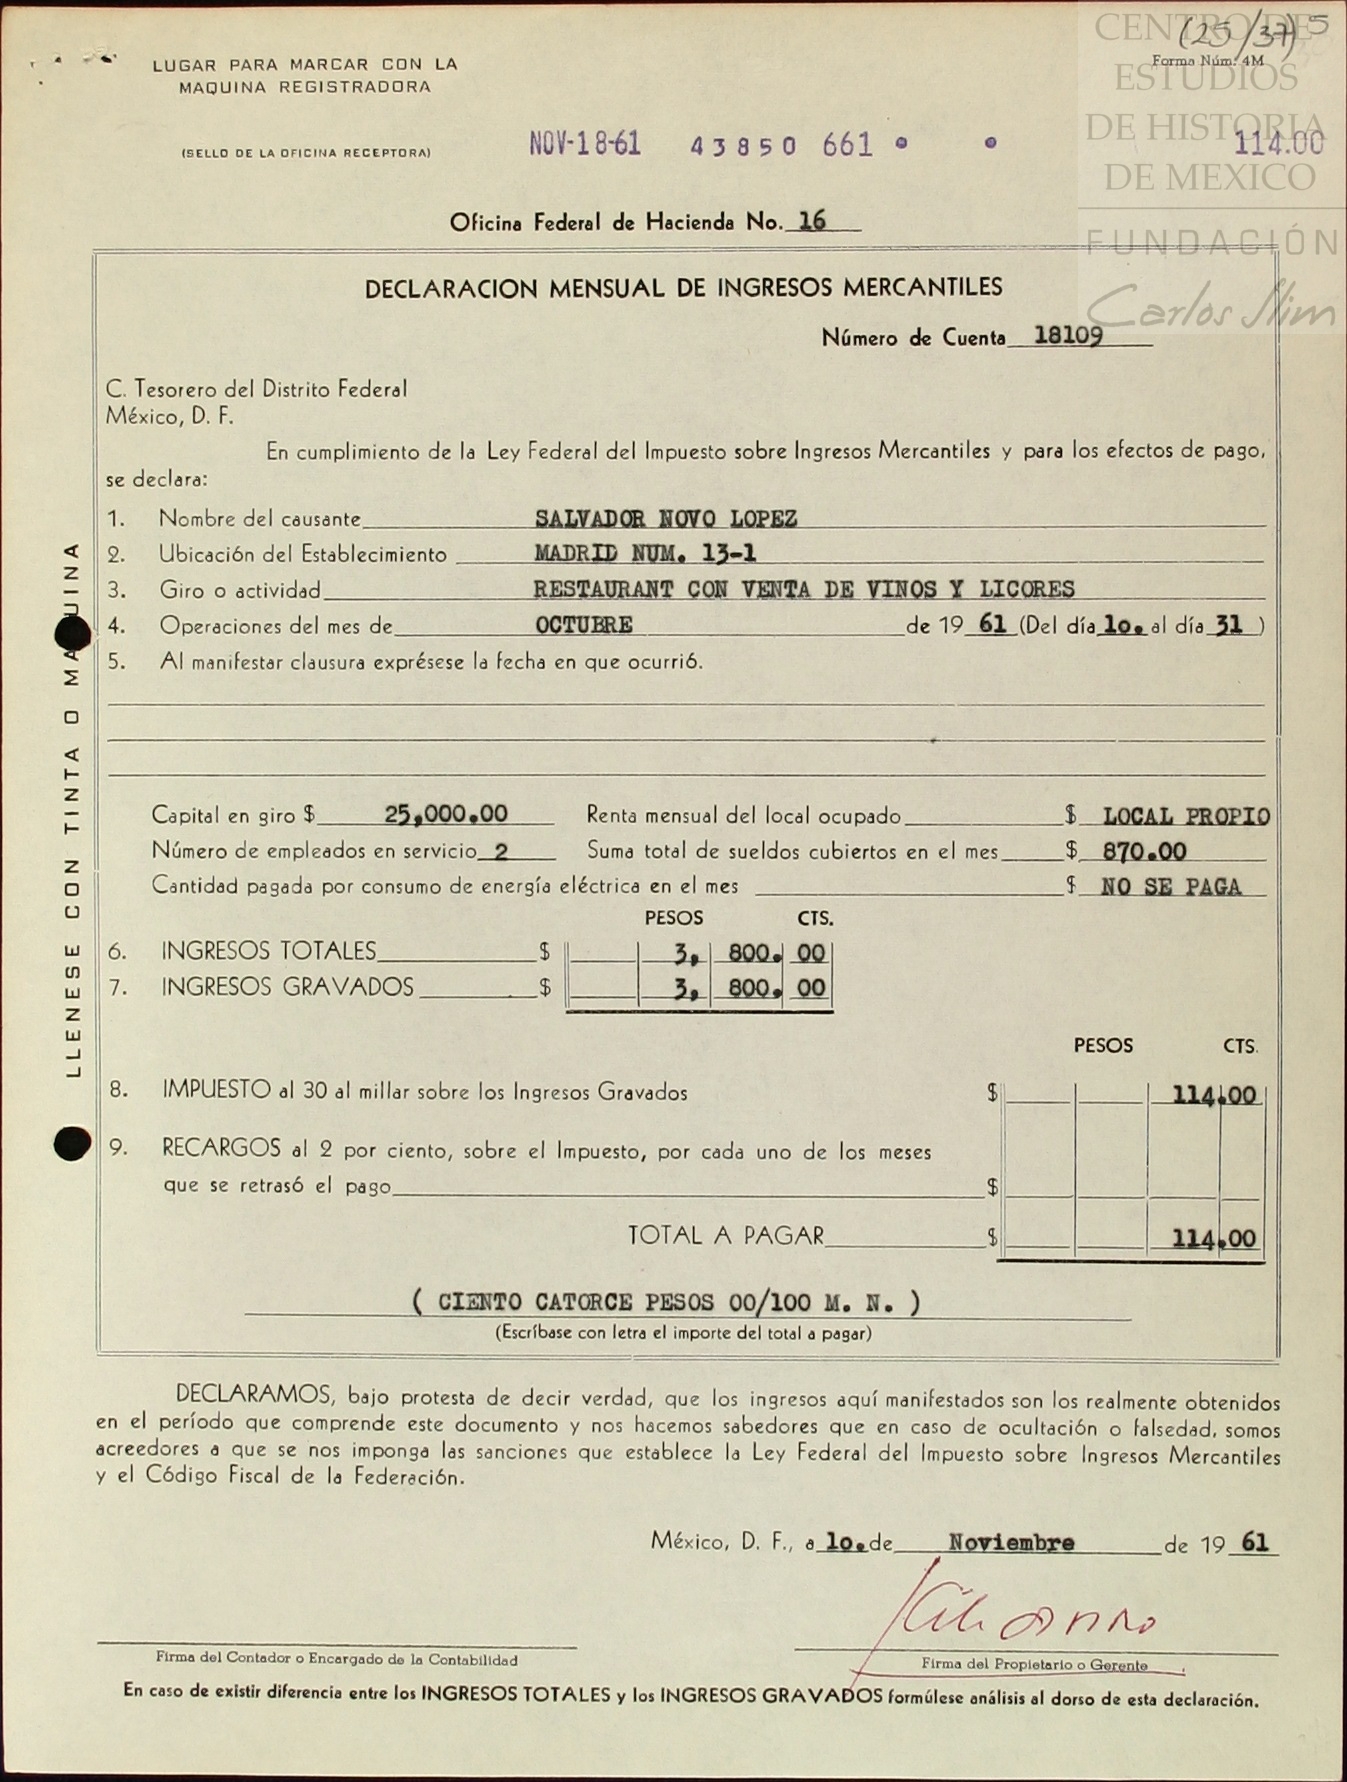 (25/37) 5
Forma Núm. 4M
CENTRO DE
ESTUDIOS
DE HISTORIA
DE MEXICO
FUNDACIÓN
Carlos Slim
LUGAR PARA MARCAR CON LA
MAQUINA REGISTRADORA
(SELLO DE LA OFICINA RECEPTORA)
NOV-18-61 43850 661 114.00
Oficina Federal de Hacienda No. 16
DECLARACION MENSUAL DE INGRESOS MERCANTILES
Número de Cuenta 18109
C. Tesorero del Distrito Federal
México, D. F.
En cumplimiento de la Ley Federal del Impuesto sobre Ingresos Mercantiles y para los efectos de pago,
se declara:
1. Nombre del causante SALVADOR NOVO LOPEZ
2. Ubicación del Establecimiento MADRID NUM. 13-1
3. Giro o actividad RESTAURANT CON VENTA DE VINOS Y LICORES
4. Operaciones del mes de OCTUBRE de 19 61 (Del día 1o. al día 31 )
5. Al manifestar clausura exprésese la fecha en que ocurrió.
Capital en giro $ 25,000.00 Renta mensual del local ocupado $ LOCAL PROPIO
Número de empleados en servicio 2 Suma total de sueldos cubiertos en el mes $ 870.00
Cantidad pagada por consumo de energía eléctrica en el mes $ NO SE PAGA
PESOS CTS.
6. INGRESOS TOTALES $ 3, 800. 00
7. INGRESOS GRAVADOS $ 3, 800. 00
PESOS CTS.
8. IMPUESTO al 30 al millar sobre los Ingresos Gravados $ 114.00
9. RECARGOS al 2 por ciento, sobre el Impuesto, por cada uno de los meses
que se retrasó el pago $
TOTAL A PAGAR $ 114.00
( CIENTO CATORCE PESOS 00/100 M. N. )
(Escríbase con letra el importe del total a pagar)
LLENESE CON TINTA O MAQUINA
DECLARAMOS, bajo protesta de decir verdad, que los ingresos aquí manifestados son los realmente obtenidos
en el período que comprende este documento y nos hacemos sabedores que en caso de ocultación o falsedad, somos
acreedores a que se nos imponga las sanciones que establece la Ley Federal del Impuesto sobre Ingresos Mercantiles
y el Código Fiscal de la Federación.
México, D. F., a 1o. de Noviembre de 19 61
Firma del Contador o Encargado de la Contabilidad
Firma del Propietario o Gerente
En caso de existir diferencia entre los INGRESOS TOTALES y los INGRESOS GRAVADOS formúlese análisis al dorso de esta declaración.